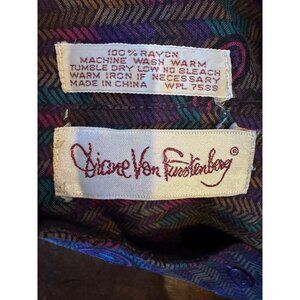 100% RAYON
MACHINE WASH WARM
TUMBLE DRY LOW NO BLEACH
WARM IRON IF NECESSARY
MADE IN CHINA WPL 7539
Diane Von Furstenberg ®